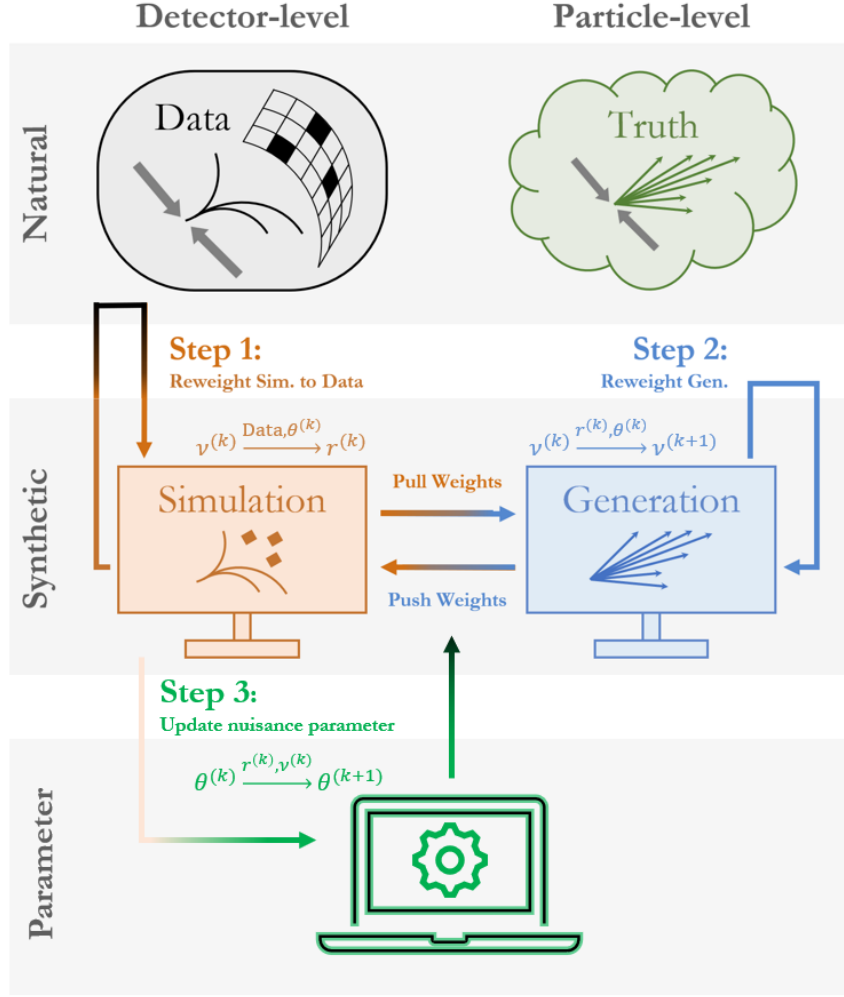 Detector-level
Particle-level
Natural
Data
Truth
Step 1:
Reweight Sim. to Data
Step 2:
Reweight Gen.
Synthetic
ν⁽ᵏ⁾ Data,θ⁽ᵏ⁾ → r⁽ᵏ⁾
ν⁽ᵏ⁾ r⁽ᵏ⁾,θ⁽ᵏ⁾ → ν⁽ᵏ⁺¹⁾
Simulation
Pull Weights
Generation
Push Weights
Step 3:
Update nuisance parameter
Parameter
θ⁽ᵏ⁾ r⁽ᵏ⁾,ν⁽ᵏ⁾ → θ⁽ᵏ⁺¹⁾